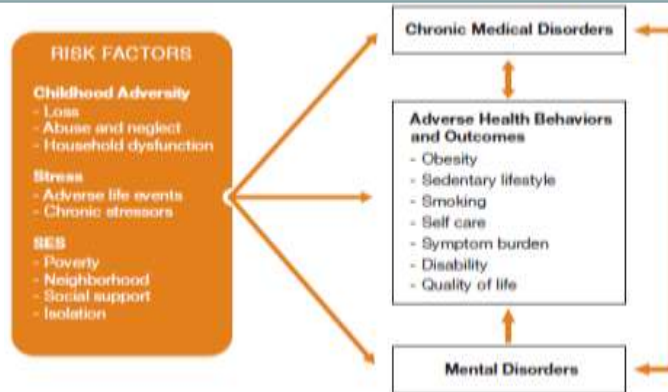 RISK FACTORS
Childhood Adversity
- Loss
- Abuse and neglect
- Household dysfunction
Stress
- Adverse life events
- Chronic stressors
SES
- Poverty
- Neighborhood
- Social support
- Isolation
Chronic Medical Disorders
Adverse Health Behaviors
and Outcomes
- Obesity
- Sedentary lifestyle
- Smoking
- Self care
- Symptom burden
- Disability
- Quality of life
Mental Disorders